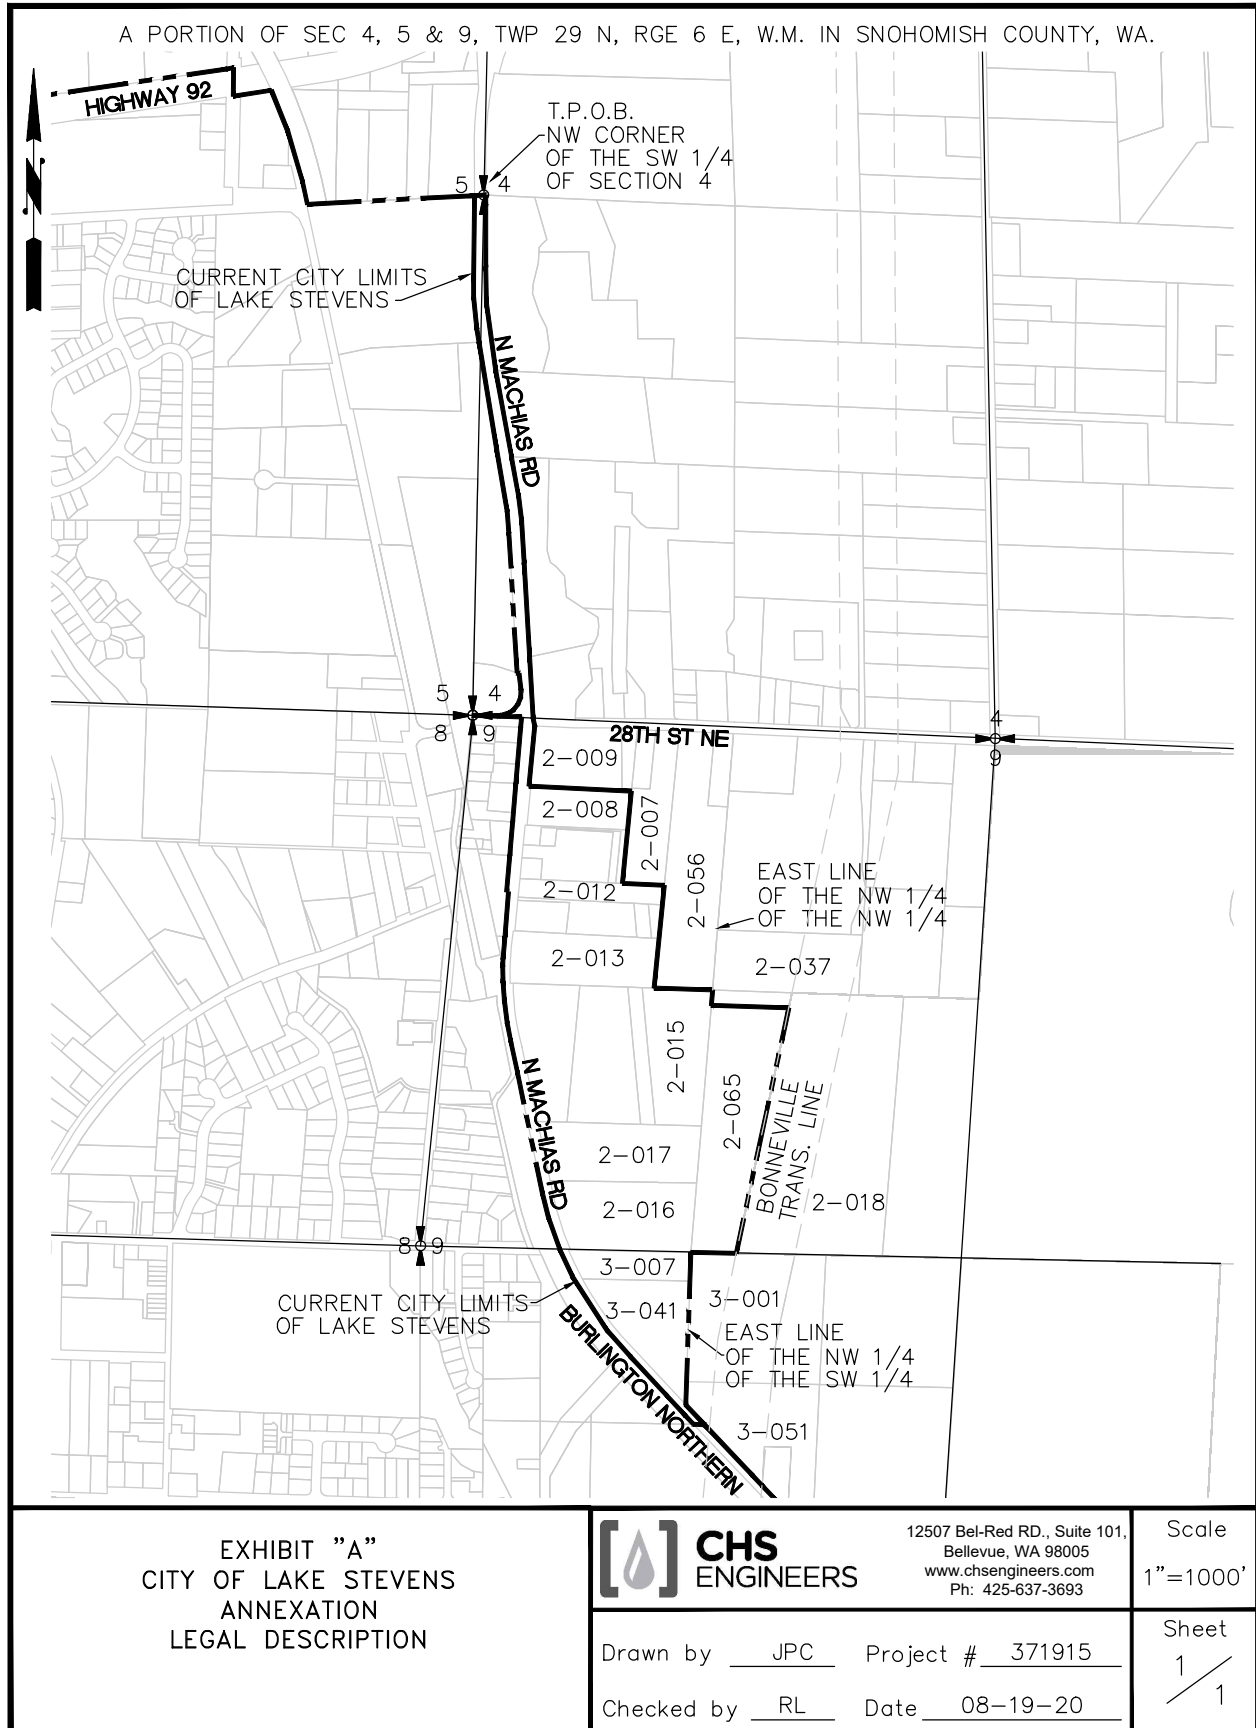 A PORTION OF SEC 4, 5 & 9, TWP 29 N, RGE 6 E, W.M. IN SNOHOMISH COUNTY, WA.
HIGHWAY 92
N
T.P.O.B.
NW CORNER
OF THE SW 1/4
OF SECTION 4
5 4
CURRENT CITY LIMITS
OF LAKE STEVENS
N MACHIAS RD
5 4
8 9
4
9
28TH ST NE
2-009
2-008
2-007
2-012
2-056
EAST LINE
OF THE NW 1/4
OF THE NW 1/4
2-013
2-037
2-015
2-065
N MACHIAS RD
BONNEVILLE
TRANS. LINE
2-017
2-018
2-016
8 9
3-007
3-001
3-041
CURRENT CITY LIMITS
OF LAKE STEVENS
EAST LINE
OF THE NW 1/4
OF THE SW 1/4
BURLINGTON NORTHERN
3-051
EXHIBIT "A"
CITY OF LAKE STEVENS
ANNEXATION
LEGAL DESCRIPTION
CHS
ENGINEERS
12507 Bel-Red RD., Suite 101,
Bellevue, WA 98005
www.chsengineers.com
Ph: 425-637-3693
Scale
1"=1000'
Drawn by JPC Project # 371915
Checked by RL Date 08-19-20
Sheet
1/1